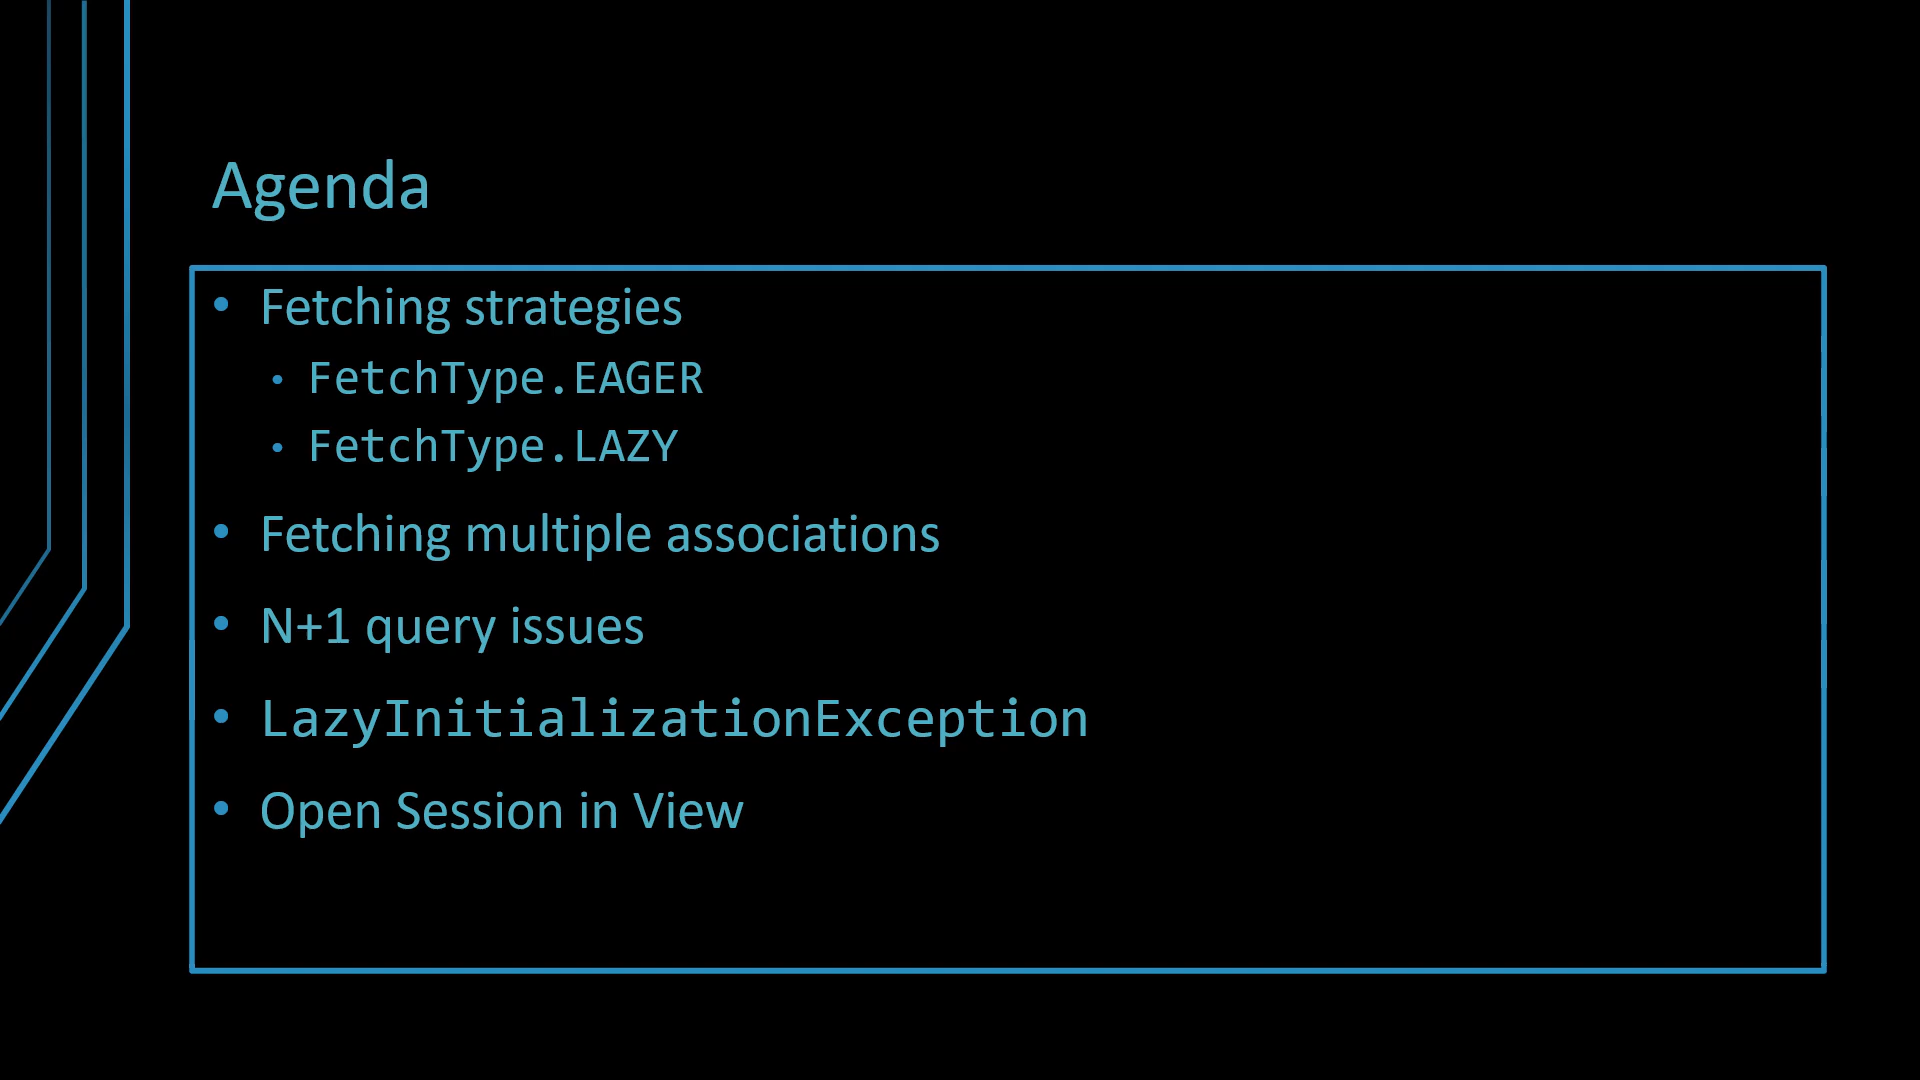 Agenda
• Fetching strategies
• FetchType.EAGER
• FetchType.LAZY
• Fetching multiple associations
• N+1 query issues
• LazyInitializationException
• Open Session in View